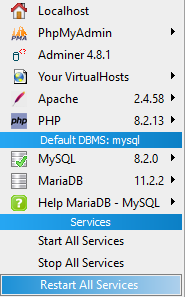 Localhost
PhpMyAdmin
Adminer 4.8.1
Your VirtualHosts
Apache 2.4.58
php PHP 8.2.13
Default DBMS: mysql
MySQL 8.2.0
MariaDB 11.2.2
Help MariaDB - MySQL
Services
Start All Services
Stop All Services
Restart All Services